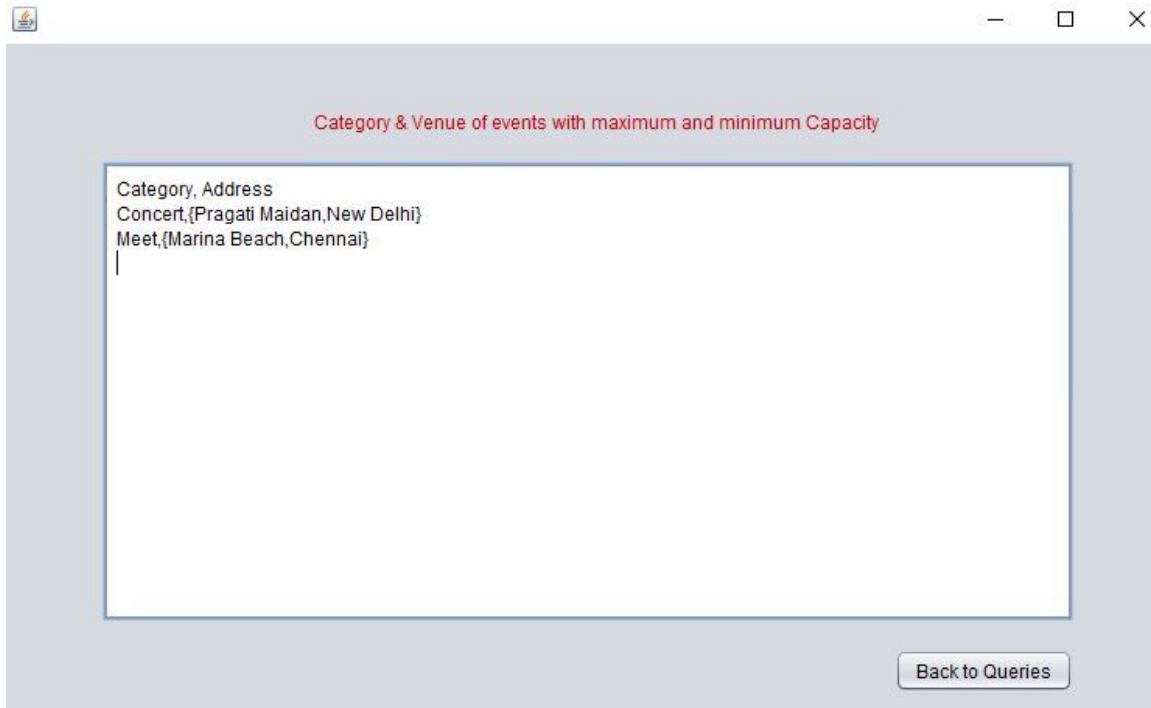 Category & Venue of events with maximum and minimum Capacity
Category, Address
Concert,{Pragati Maidan,New Delhi}
Meet,{Marina Beach,Chennai}
Back to Queries